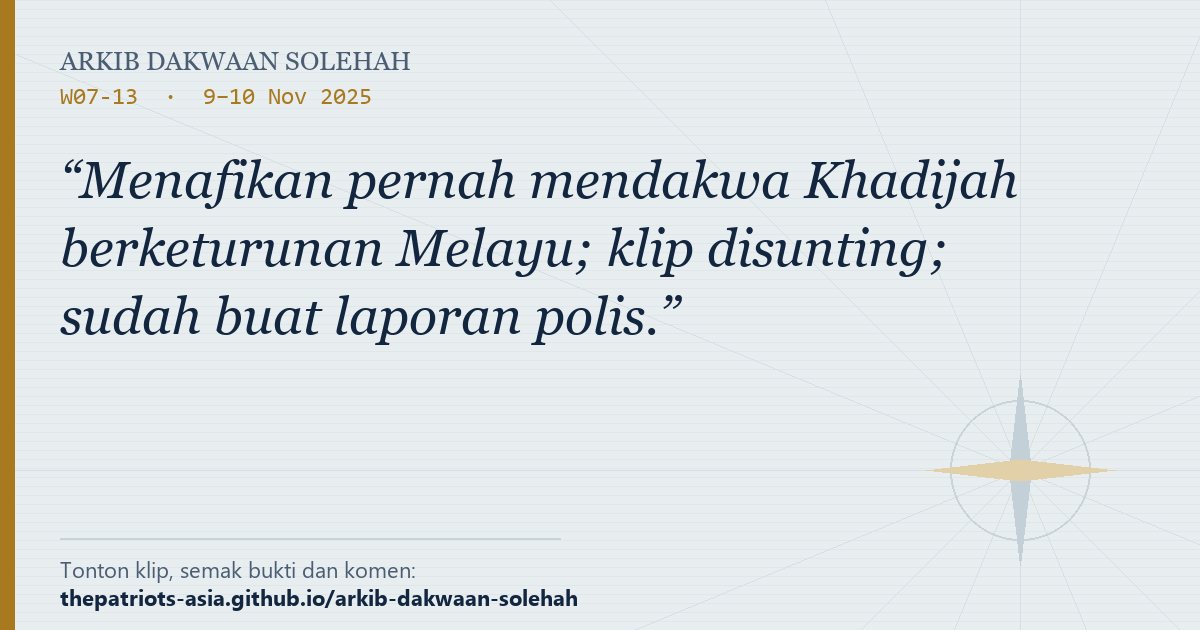 ARKIB DAKWAAN SOLEHAH
W07-13 · 9–10 Nov 2025
“Menafikan pernah mendakwa Khadijah
berketurunan Melayu; klip disunting;
sudah buat laporan polis.”
Tonton klip, semak bukti dan komen:
thepatriots-asia.github.io/arkib-dakwaan-solehah